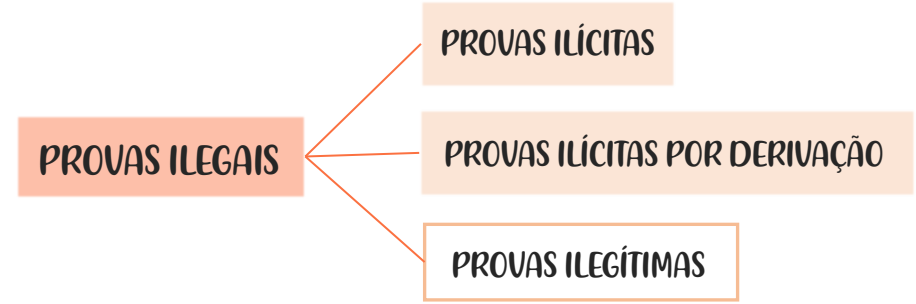 PROVAS ILÍCITAS
PROVAS ILEGAIS
PROVAS ILÍCITAS POR DERIVAÇÃO
PROVAS ILEGÍTIMAS